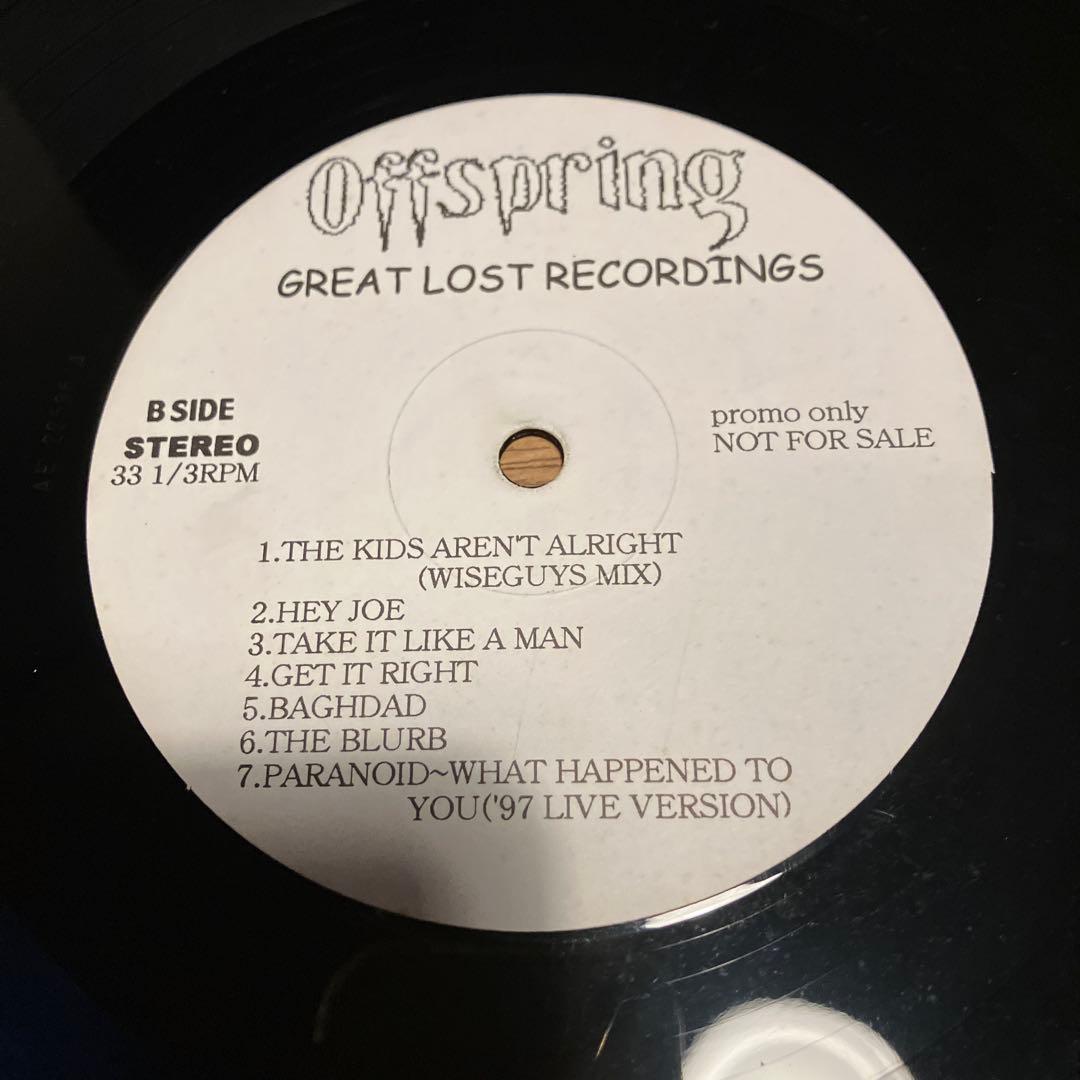 Offspring
GREAT LOST RECORDINGS
B SIDE
STEREO
33 1/3RPM
promo only
NOT FOR SALE
1.THE KIDS AREN'T ALRIGHT
(WISEGUYS MIX)
2.HEY JOE
3.TAKE IT LIKE A MAN
4.GET IT RIGHT
5.BAGHDAD
6.THE BLURB
7.PARANOID~WHAT HAPPENED TO
YOU('97 LIVE VERSION)